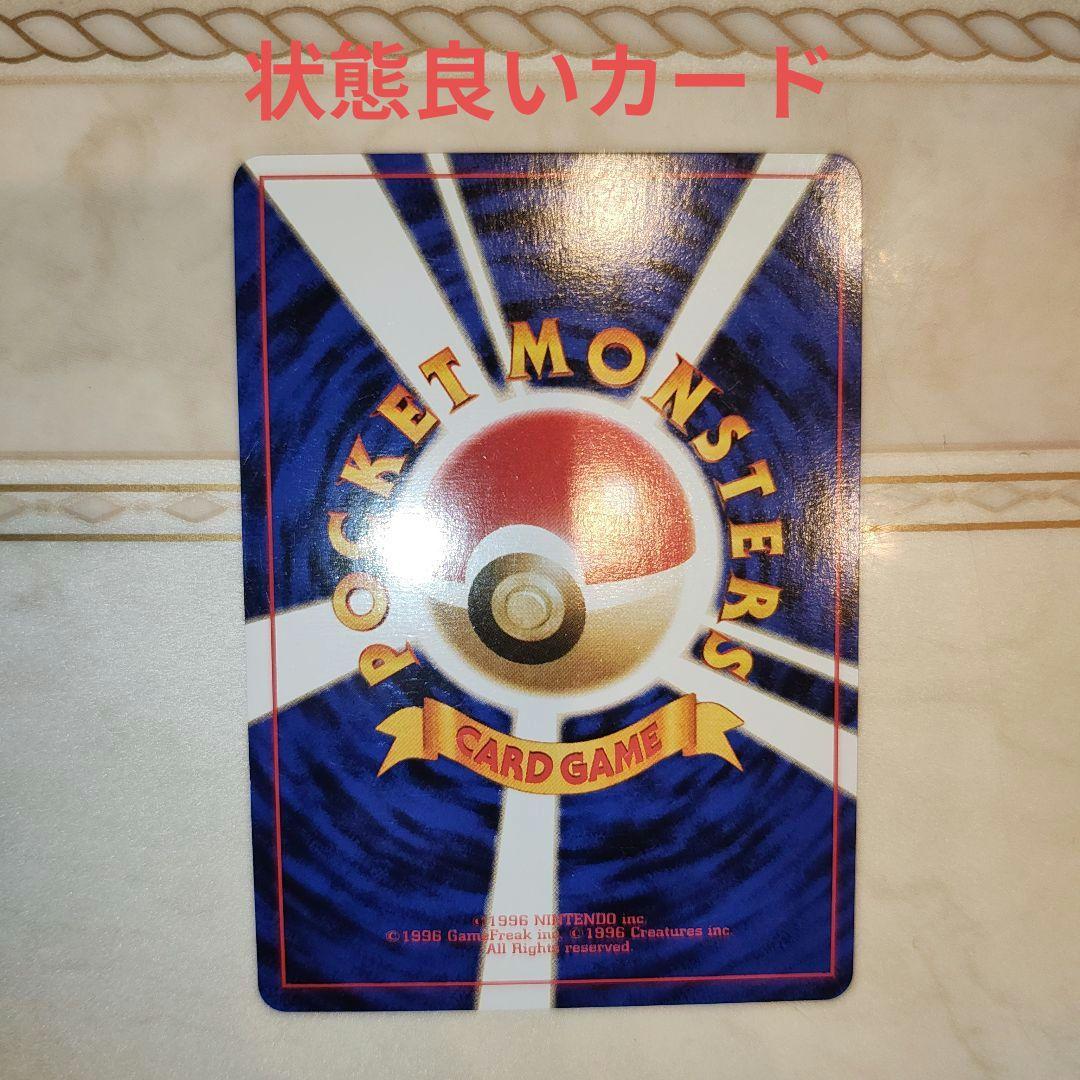 状態良いカード
POCKET MONSTERS
CARD GAME
©1996 NINTENDO inc.
©1996 GameFreak inc. ©1996 Creatures inc.
All Rights reserved.